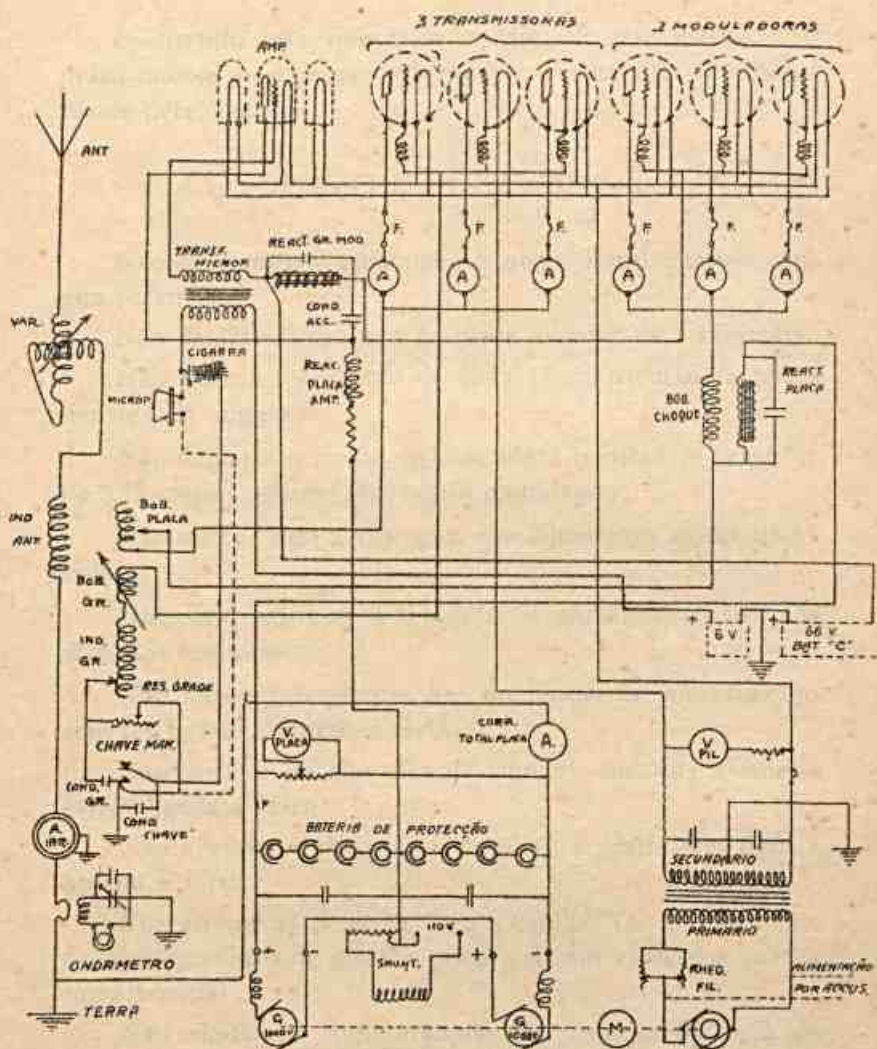 3 TRANSMISSORAS
3 MODULADORAS
AMP.
ANT
F.
F.
F.
F.
F.
F.
A
A
A
A
A
A
TRANSF.
MICROF
REACT. GR. MOD
COND.
ACC.
VAR.
CIGARRA
MICROF
REAC.
PLACA
AMP.
BOB.
CHOQUE
REACT.
PLACA
IND
ANT.
BOB.
PLACA
BOB.
GR.
IND.
GR.
RES. GRADE
CHAVE MAN.
COND.
GR.
COND
CHAVE
+ 6 V
+ 66 V
BAT "C"
V.
PLACA
CORR.
TOTAL PLACA
A.
V
FIL.
F
BATERIA DE PROTECÇÃO
A.
IRR.
SECUNDARIO
PRIMARIO
110 V
SHUNT.
- + -
ONDAMETRO
TERRA
RHEO.
FIL.
ALIMENTAÇÃO
POR ACCUS.
G.
1000V
G.
1000V
M